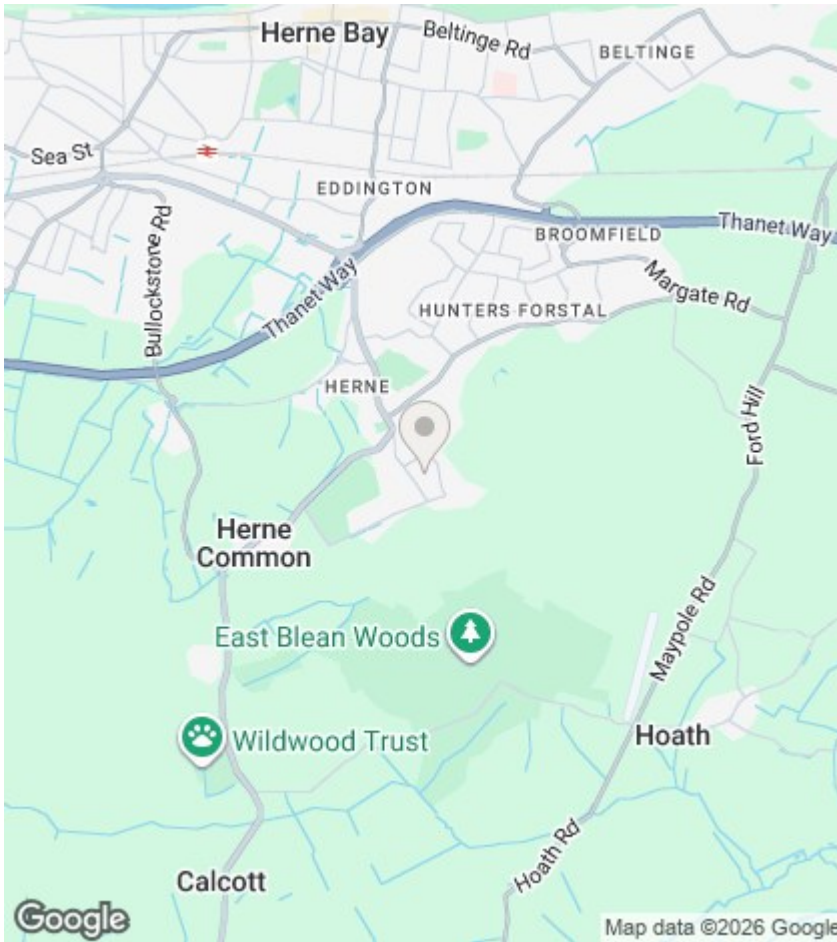 Herne Bay
Beltinge Rd
BELTINGE
Sea St
EDDINGTON
Bullockstone Rd
Thanet Way
BROOMFIELD
Thanet Way
Margate Rd
HUNTERS FORSTAL
HERNE
Ford Hill
Herne
Common
East Blean Woods
Maypole Rd
Wildwood Trust
Hoath
Hoath Rd
Calcott
Google
Map data ©2026 Google